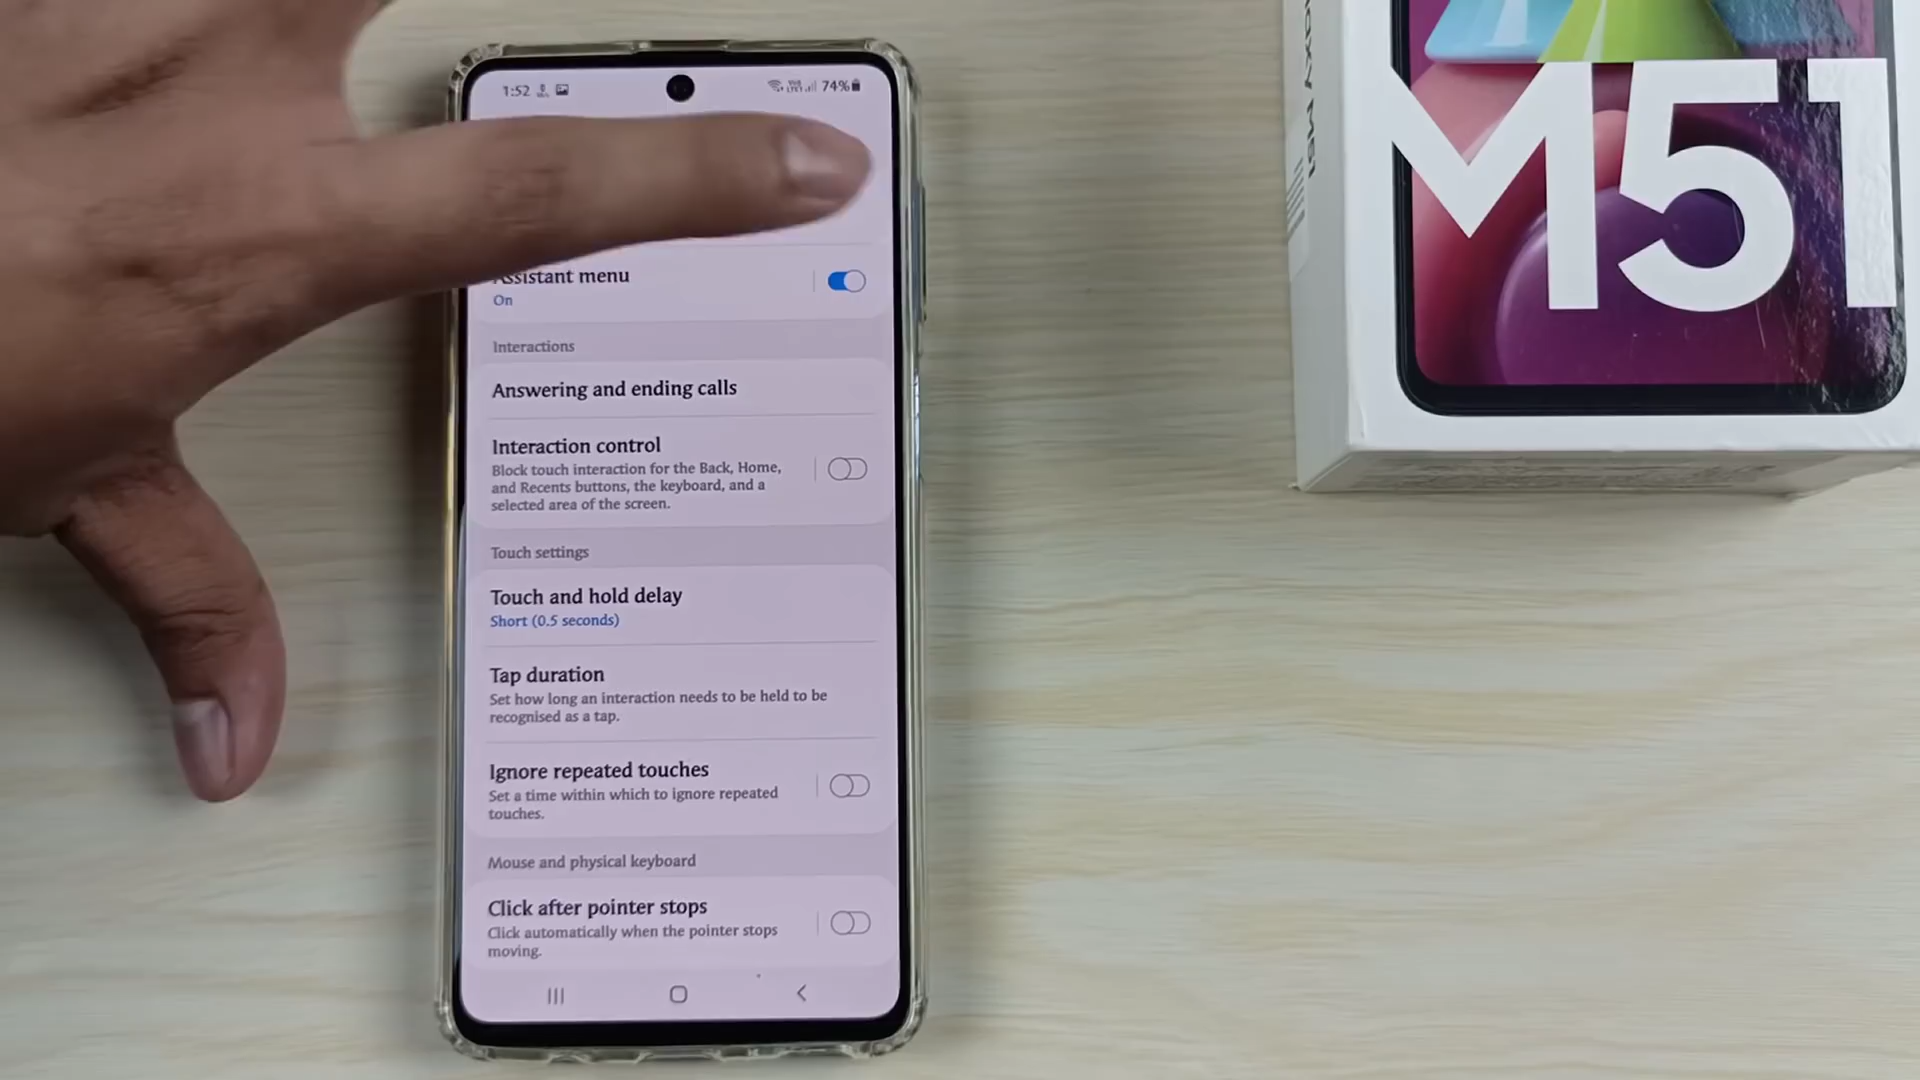 1:52
74%
Assistant menu
On
Interactions
Answering and ending calls
Interaction control
Block touch interaction for the Back, Home,
and Recents buttons, the keyboard, and a
selected area of the screen.
Touch settings
Touch and hold delay
Short (0.5 seconds)
Tap duration
Set how long an interaction needs to be held to be
recognised as a tap.
Ignore repeated touches
Set a time within which to ignore repeated
touches.
Mouse and physical keyboard
Click after pointer stops
Click automatically when the pointer stops
moving.
M51